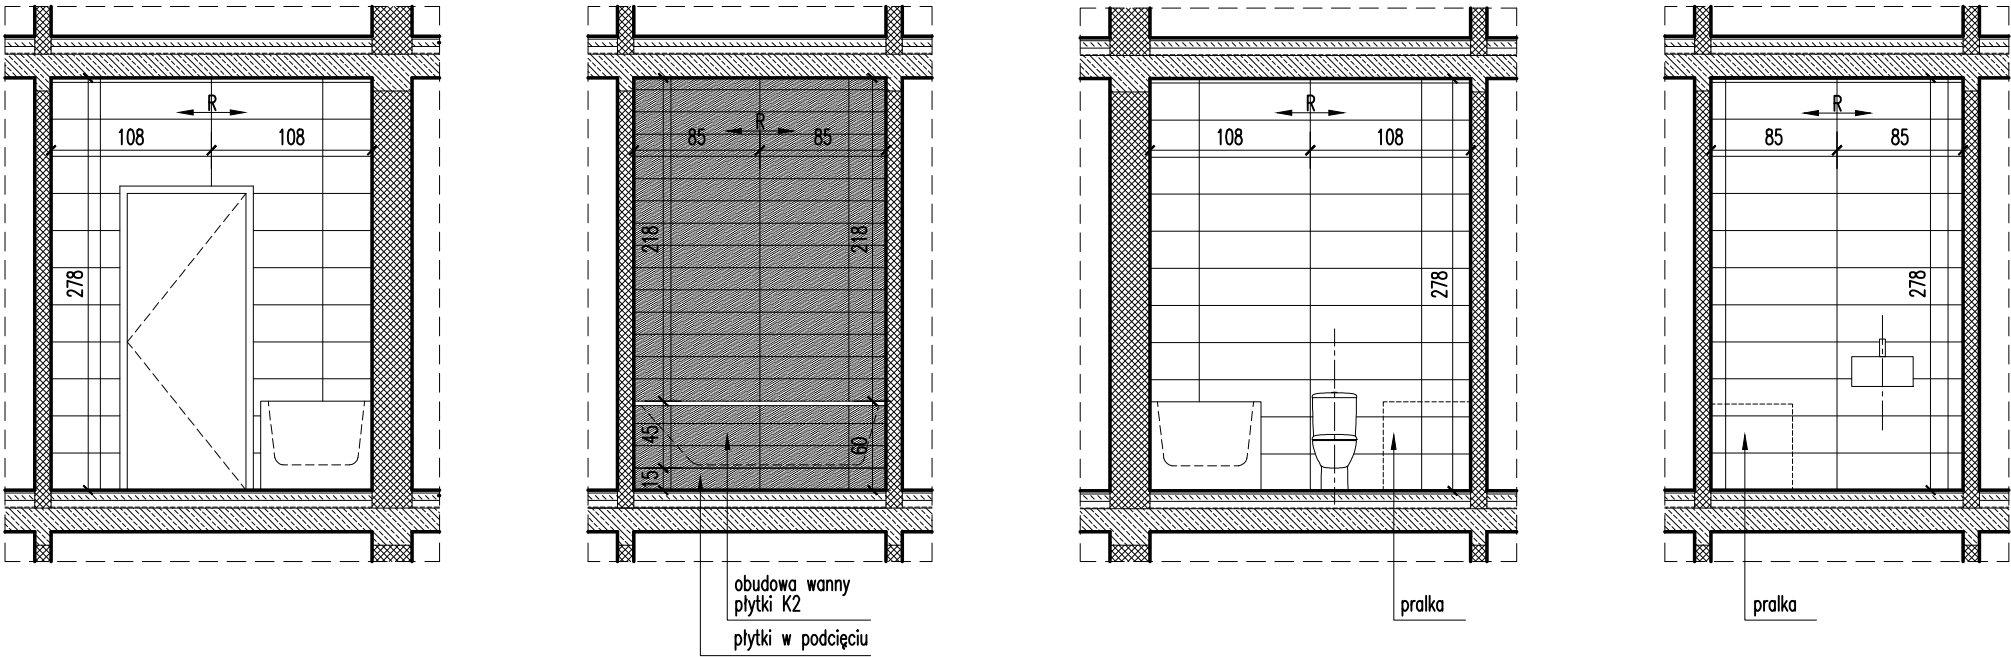 R
108 108
278
R
85 85
218 218
45 60
15
obudowa wanny
płytki K2
płytki w podcięciu
R
108 108
278
pralka
R
85 85
278
pralka